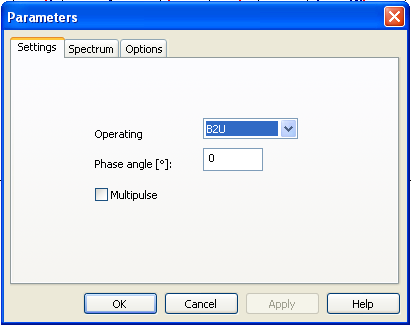 Parameters
Settings Spectrum Options
Operating B2U
Phase angle [°]: 0
Multipulse
OK Cancel Apply Help